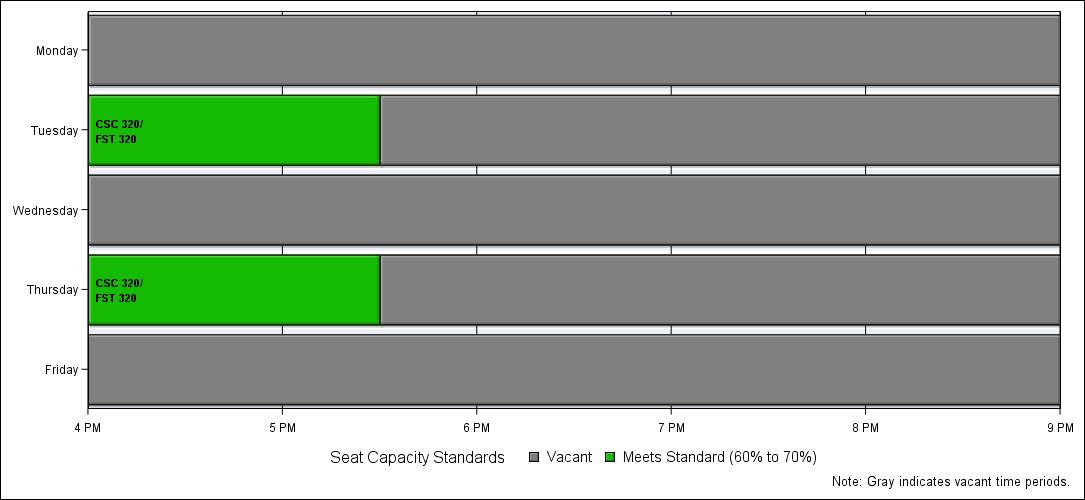 Monday
Tuesday
CSC 320/
FST 320
Wednesday
Thursday
CSC 320/
FST 320
Friday
4 PM 5 PM 6 PM 7 PM 8 PM 9 PM
Seat Capacity Standards Vacant Meets Standard (60% to 70%)
Note: Gray indicates vacant time periods.